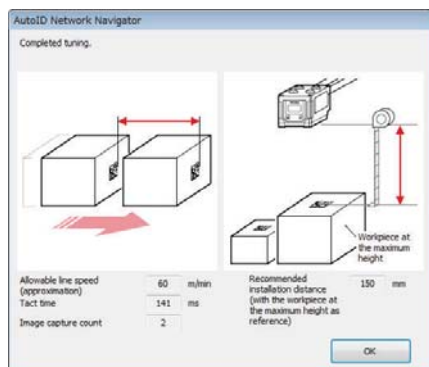 AutoID Network Navigator
Completed tuning.
Workpiece at
the maximum
height
Allowable line speed
(approximation)
60 m/min
Tact time
141 ms
Image capture count
2
Recommended
installation distance
(with the workpiece at
the maximum height as
reference)
150 mm
OK